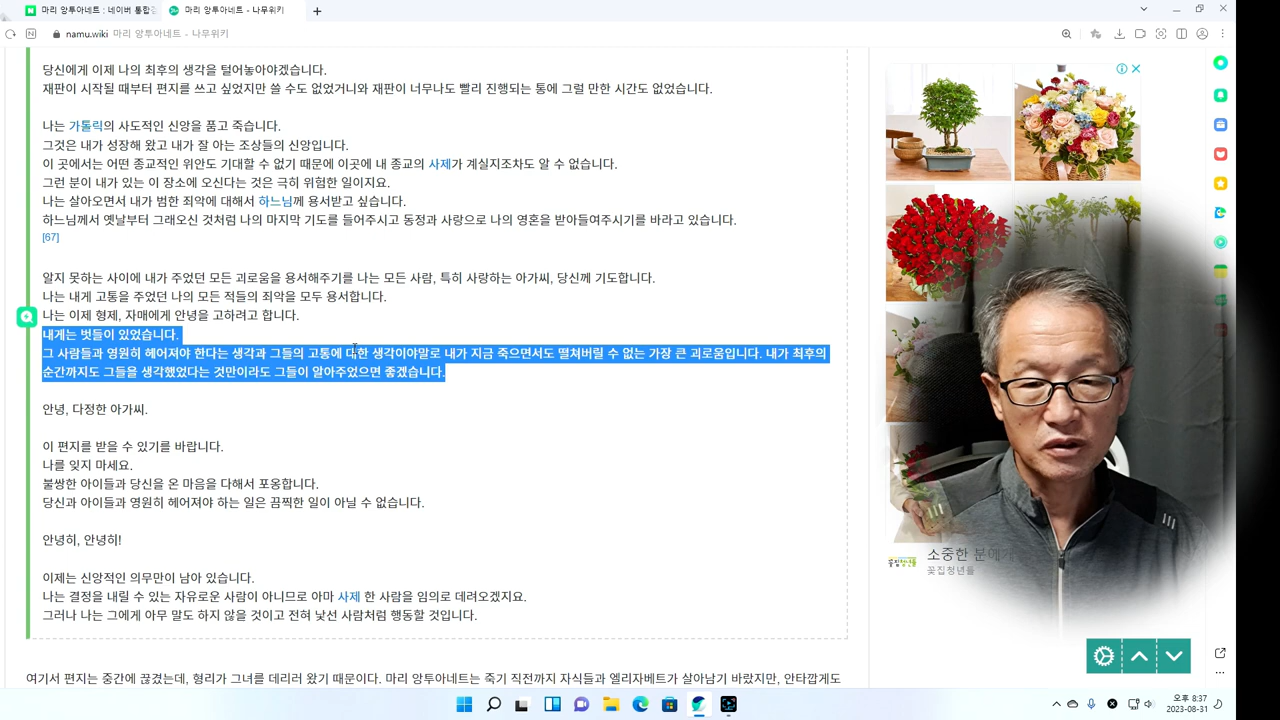 마리 앙투아네트 : 네이버 통합검
마리 앙투아네트 - 나무위키
namu.wiki 마리 앙투아네트 - 나무위키
당신에게 이제 나의 최후의 생각을 털어놓아야겠습니다.
재판이 시작될 때부터 편지를 쓰고 싶었지만 쓸 수도 없었거니와 재판이 너무나도 빨리 진행되는 통에 그럴 만한 시간도 없었습니다.
나는 가톨릭의 사도적인 신앙을 품고 죽습니다.
그것은 내가 성장해 왔고 내가 잘 아는 조상들의 신앙입니다.
이 곳에서는 어떤 종교적인 위안도 기대할 수 없기 때문에 이곳에 내 종교의 사제가 계실지조차도 알 수 없습니다.
그런 분이 내가 있는 이 장소에 오신다는 것은 극히 위험한 일이지요.
나는 살아오면서 내가 범한 죄악에 대해서 하느님께 용서받고 싶습니다.
하느님께서 옛날부터 그래오신 것처럼 나의 마지막 기도를 들어주시고 동정과 사랑으로 나의 영혼을 받아들여주시기를 바라고 있습니다.
[67]
알지 못하는 사이에 내가 주었던 모든 괴로움을 용서해주기를 나는 모든 사람, 특히 사랑하는 아가씨, 당신께 기도합니다.
나는 내게 고통을 주었던 나의 모든 적들의 죄악을 모두 용서합니다.
나는 이제 형제, 자매에게 안녕을 고하려고 합니다.
내게는 벗들이 있었습니다.
그 사람들과 영원히 헤어져야 한다는 생각과 그들의 고통에 대한 생각이야말로 내가 지금 죽으면서도 떨쳐버릴 수 없는 가장 큰 괴로움입니다. 내가 최후의
순간까지도 그들을 생각했었다는 것만이라도 그들이 알아주었으면 좋겠습니다.
안녕, 다정한 아가씨.
이 편지를 받을 수 있기를 바랍니다.
나를 잊지 마세요.
불쌍한 아이들과 당신을 온 마음을 다해서 포옹합니다.
당신과 아이들과 영원히 헤어져야 하는 일은 끔찍한 일이 아닐 수 없습니다.
안녕히, 안녕히!
이제는 신앙적인 의무만이 남아 있습니다.
나는 결정을 내릴 수 있는 자유로운 사람이 아니므로 아마 사제 한 사람을 임의로 데려오겠지요.
그러나 나는 그에게 아무 말도 하지 않을 것이고 전혀 낯선 사람처럼 행동할 것입니다.
여기서 편지는 중간에 끊겼는데, 형리가 그녀를 데리러 왔기 때문이다. 마리 앙투아네트는 죽기 직전까지 자식들과 엘리자베트가 살아남기 바랐지만, 안타깝게도
소중한 분에게
꽃집청년들
오후 8:37
2023-08-31